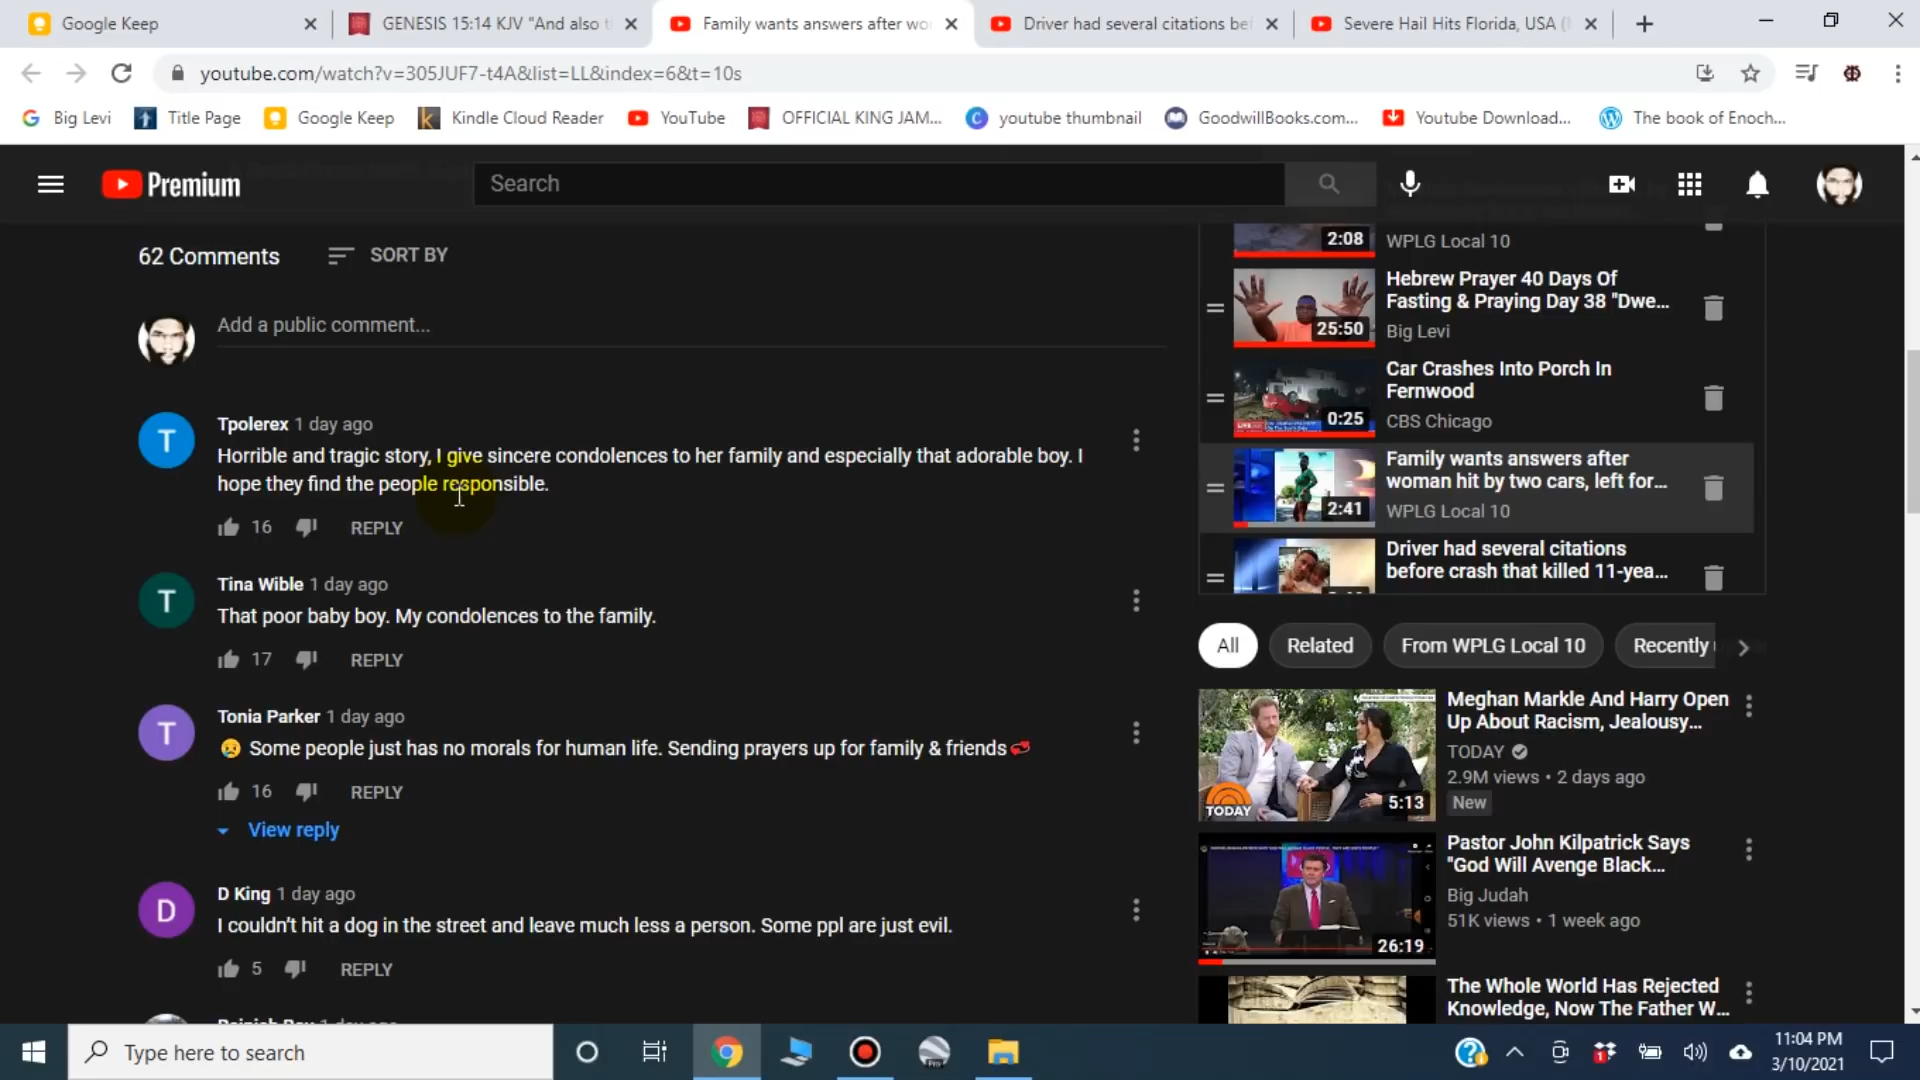 Google Keep
GENESIS 15:14 KJV "And also t
Family wants answers after wo
Driver had several citations be
Severe Hail Hits Florida, USA (
youtube.com/watch?v=305JUF7-t4A&list=LL&index=6&t=10s
Big Levi
Title Page
Google Keep
Kindle Cloud Reader
YouTube
OFFICIAL KING JAM...
youtube thumbnail
GoodwillBooks.com...
Youtube Download...
The book of Enoch...
Premium
Search
62 Comments
SORT BY
Add a public comment...
Tpolerex 1 day ago
Horrible and tragic story, I give sincere condolences to her family and especially that adorable boy. I
hope they find the people responsible.
16 REPLY
Tina Wible 1 day ago
That poor baby boy. My condolences to the family.
17 REPLY
Tonia Parker 1 day ago
😥 Some people just has no morals for human life. Sending prayers up for family & friends💞
16 REPLY
View reply
D King 1 day ago
I couldn't hit a dog in the street and leave much less a person. Some ppl are just evil.
5 REPLY
2:08
WPLG Local 10
Hebrew Prayer 40 Days Of
Fasting & Praying Day 38 "Dwe...
Big Levi
25:50
Car Crashes Into Porch In
Fernwood
CBS Chicago
0:25
Family wants answers after
woman hit by two cars, left for...
WPLG Local 10
2:41
Driver had several citations
before crash that killed 11-yea...
All
Related
From WPLG Local 10
Recently
Meghan Markle And Harry Open
Up About Racism, Jealousy...
TODAY
2.9M views • 2 days ago
New
TODAY
5:13
Pastor John Kilpatrick Says
"God Will Avenge Black...
Big Judah
51K views • 1 week ago
26:19
The Whole World Has Rejected
Knowledge, Now The Father W...
Type here to search
11:04 PM
3/10/2021